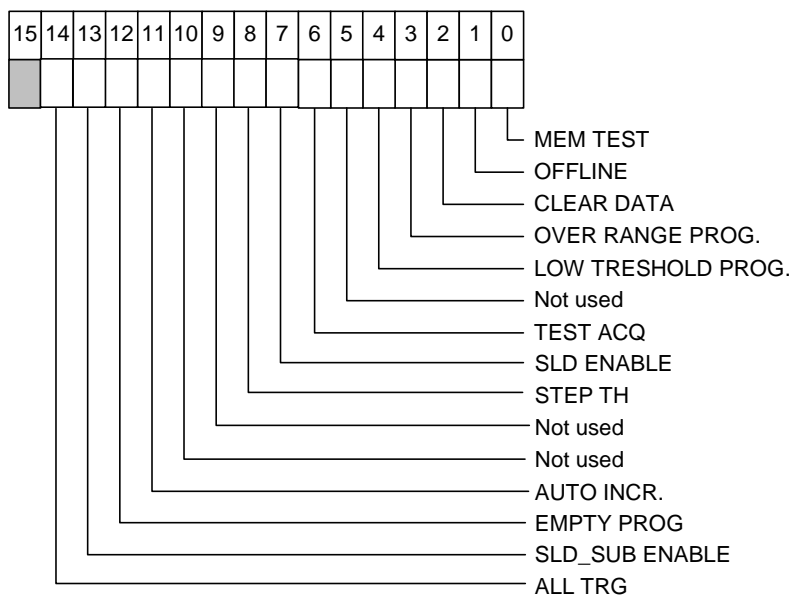 15 14 13 12 11 10 9 8 7 6 5 4 3 2 1 0
MEM TEST
OFFLINE
CLEAR DATA
OVER RANGE PROG.
LOW TRESHOLD PROG.
Not used
TEST ACQ
SLD ENABLE
STEP TH
Not used
Not used
AUTO INCR.
EMPTY PROG
SLD_SUB ENABLE
ALL TRG